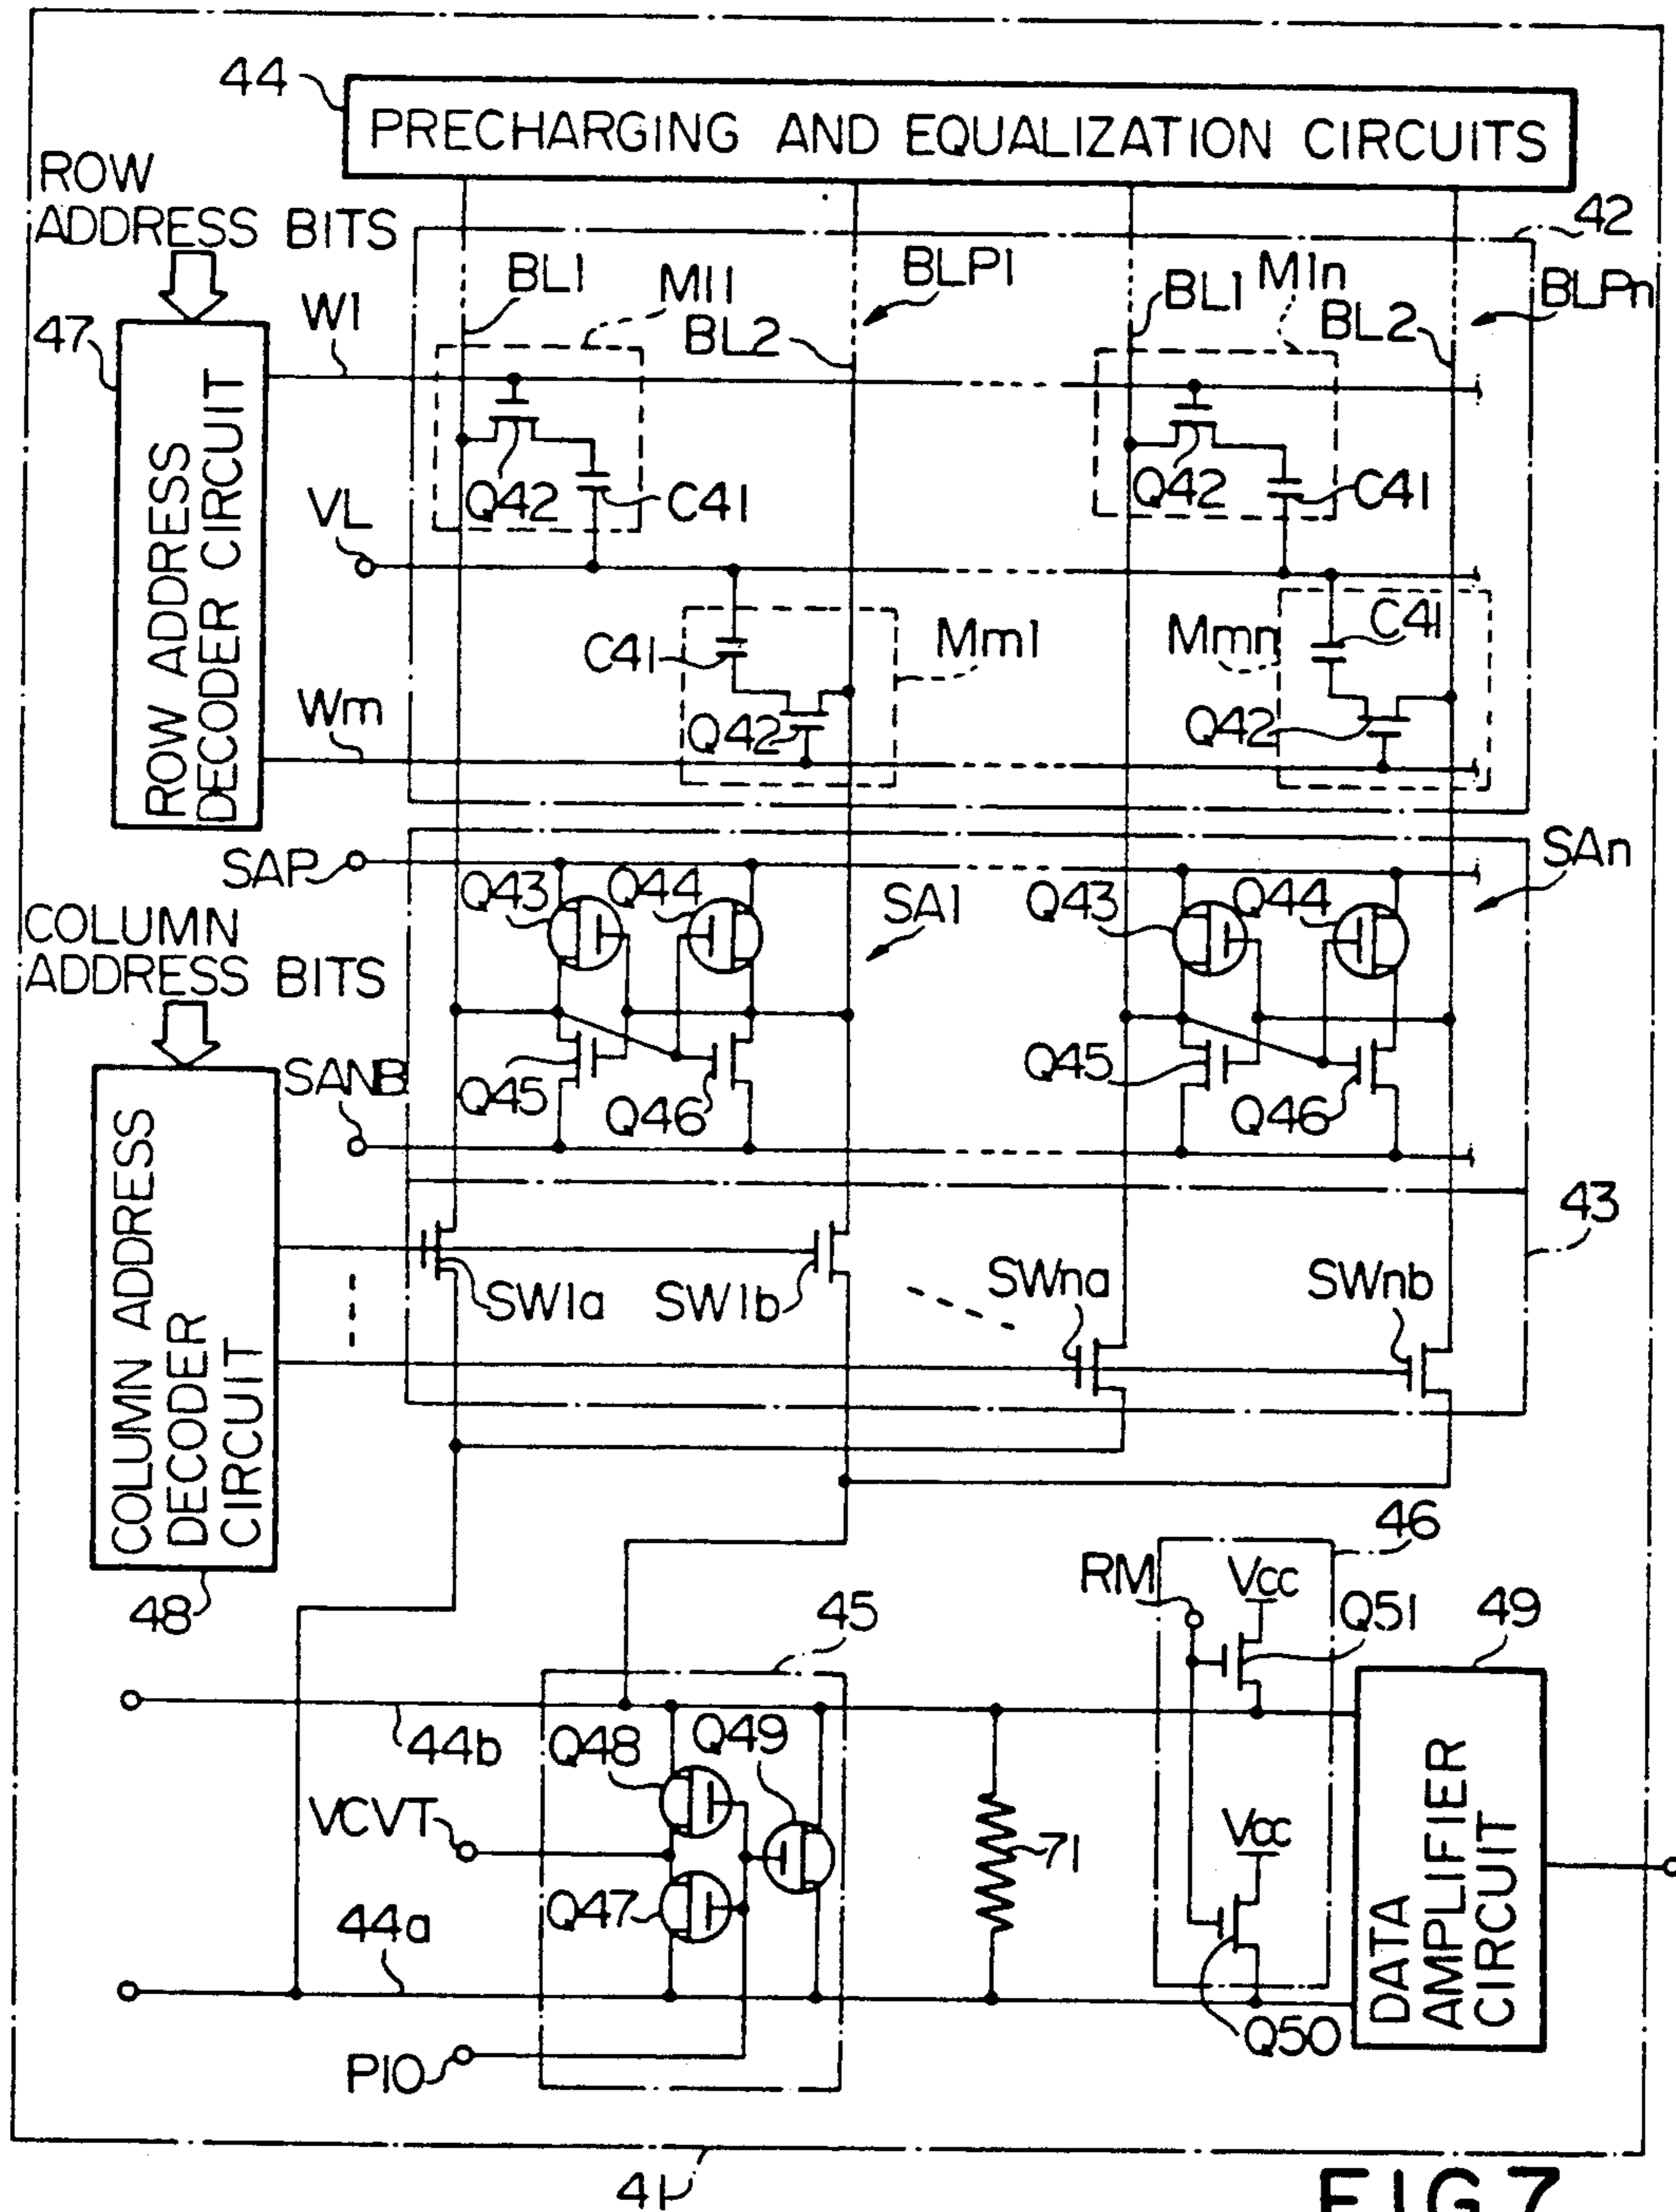 44
PRECHARGING AND EQUALIZATION CIRCUITS
ROW
ADDRESS BITS
42
BL1
M11
BLP1
BL1
M1n
BLPn
W1
BL2
BL2
47
ROW ADDRESS
DECODER CIRCUIT
Q42
C41
Q42
C41
VL
C41
Mm1
Mmn
C41
Wm
Q42
Q42
SAP
Q43
Q44
SA1
Q43
Q44
SAn
COLUMN
ADDRESS BITS
SANB
Q45
Q46
Q45
Q46
COLUMN ADDRESS
DECODER
CIRCUIT
43
SW1a
SW1b
SWna
SWnb
48
46
RM
Vcc
Q51
45
49
44b
Q48
Q49
VCVT
71
Vcc
Q47
44a
DATA
AMPLIFIER
CIRCUIT
Q50
PIO
41
FIG.7